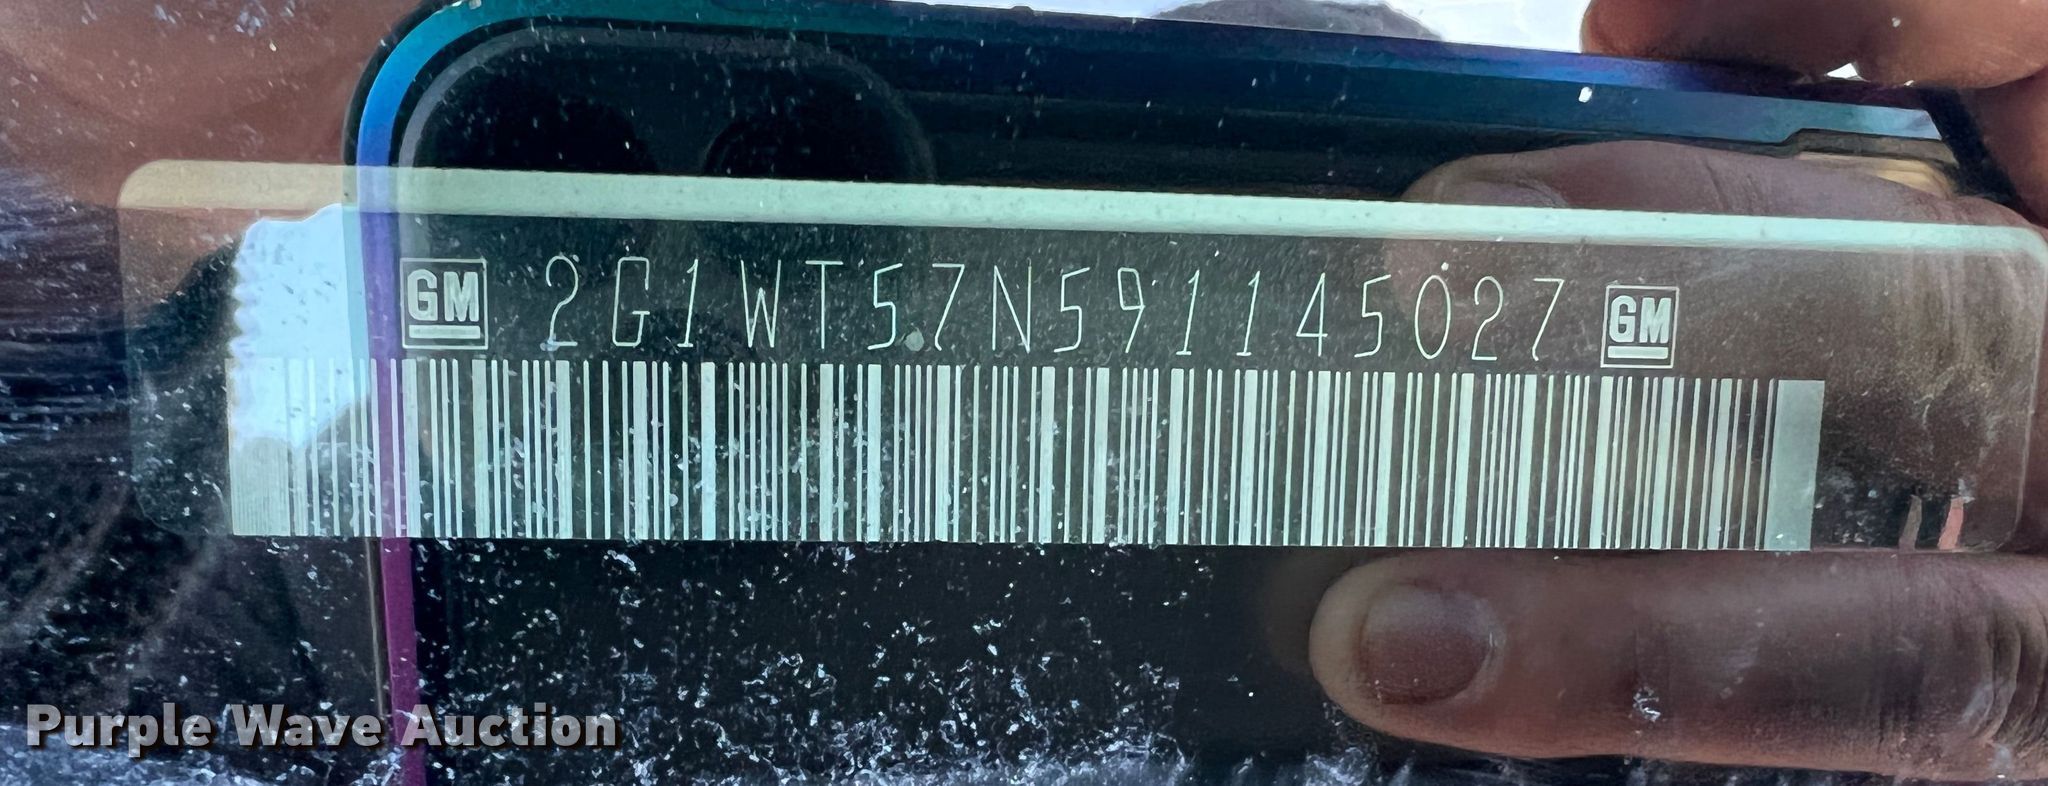 GM 2G1WT57N591145027 GM
Purple Wave Auction